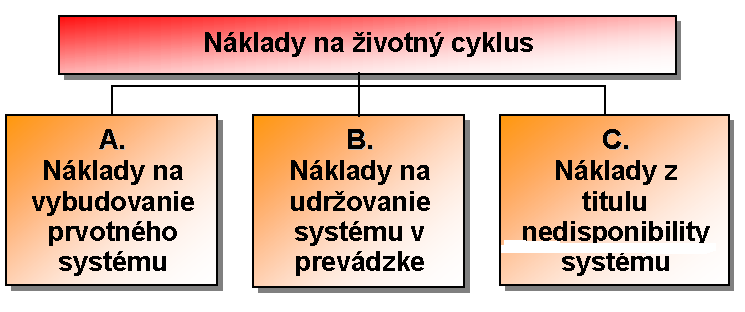 Náklady na životný cyklus
A.
Náklady na
vybudovanie
prvotného
systému
B.
Náklady na
udržovanie
systému v
prevádzke
C.
Náklady z
titulu
nedisponibility
systému